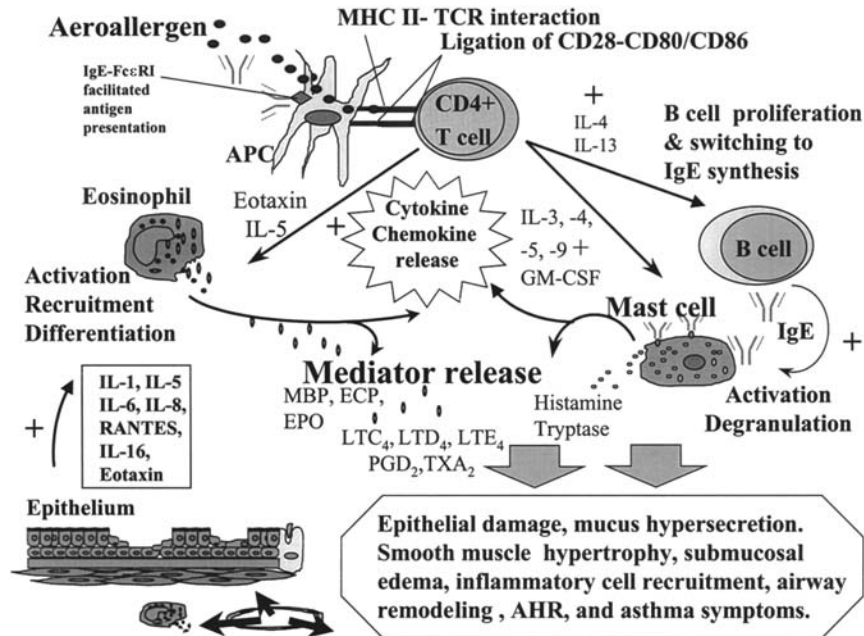 Aeroallergen
MHC II- TCR interaction
Ligation of CD28-CD80/CD86
IgE-FcεRI
facilitated
antigen
presentation
APC
CD4+
T cell
+
IL-4
IL-13
B cell proliferation
& switching to
IgE synthesis
Eosinophil
Eotaxin
IL-5
+
Cytokine
Chemokine
release
IL-3, -4,
-5, -9 +
GM-CSF
B cell
Activation
Recruitment
Differentiation
Mast cell
IgE
+
Mediator release
MBP, ECP,
EPO
LTC₄, LTD₄, LTE₄
PGD₂,TXA₂
Histamine
Tryptase
Activation
Degranulation
+
IL-1, IL-5
IL-6, IL-8,
RANTES,
IL-16,
Eotaxin
Epithelium
Epithelial damage, mucus hypersecretion.
Smooth muscle hypertrophy, submucosal
edema, inflammatory cell recruitment, airway
remodeling , AHR, and asthma symptoms.